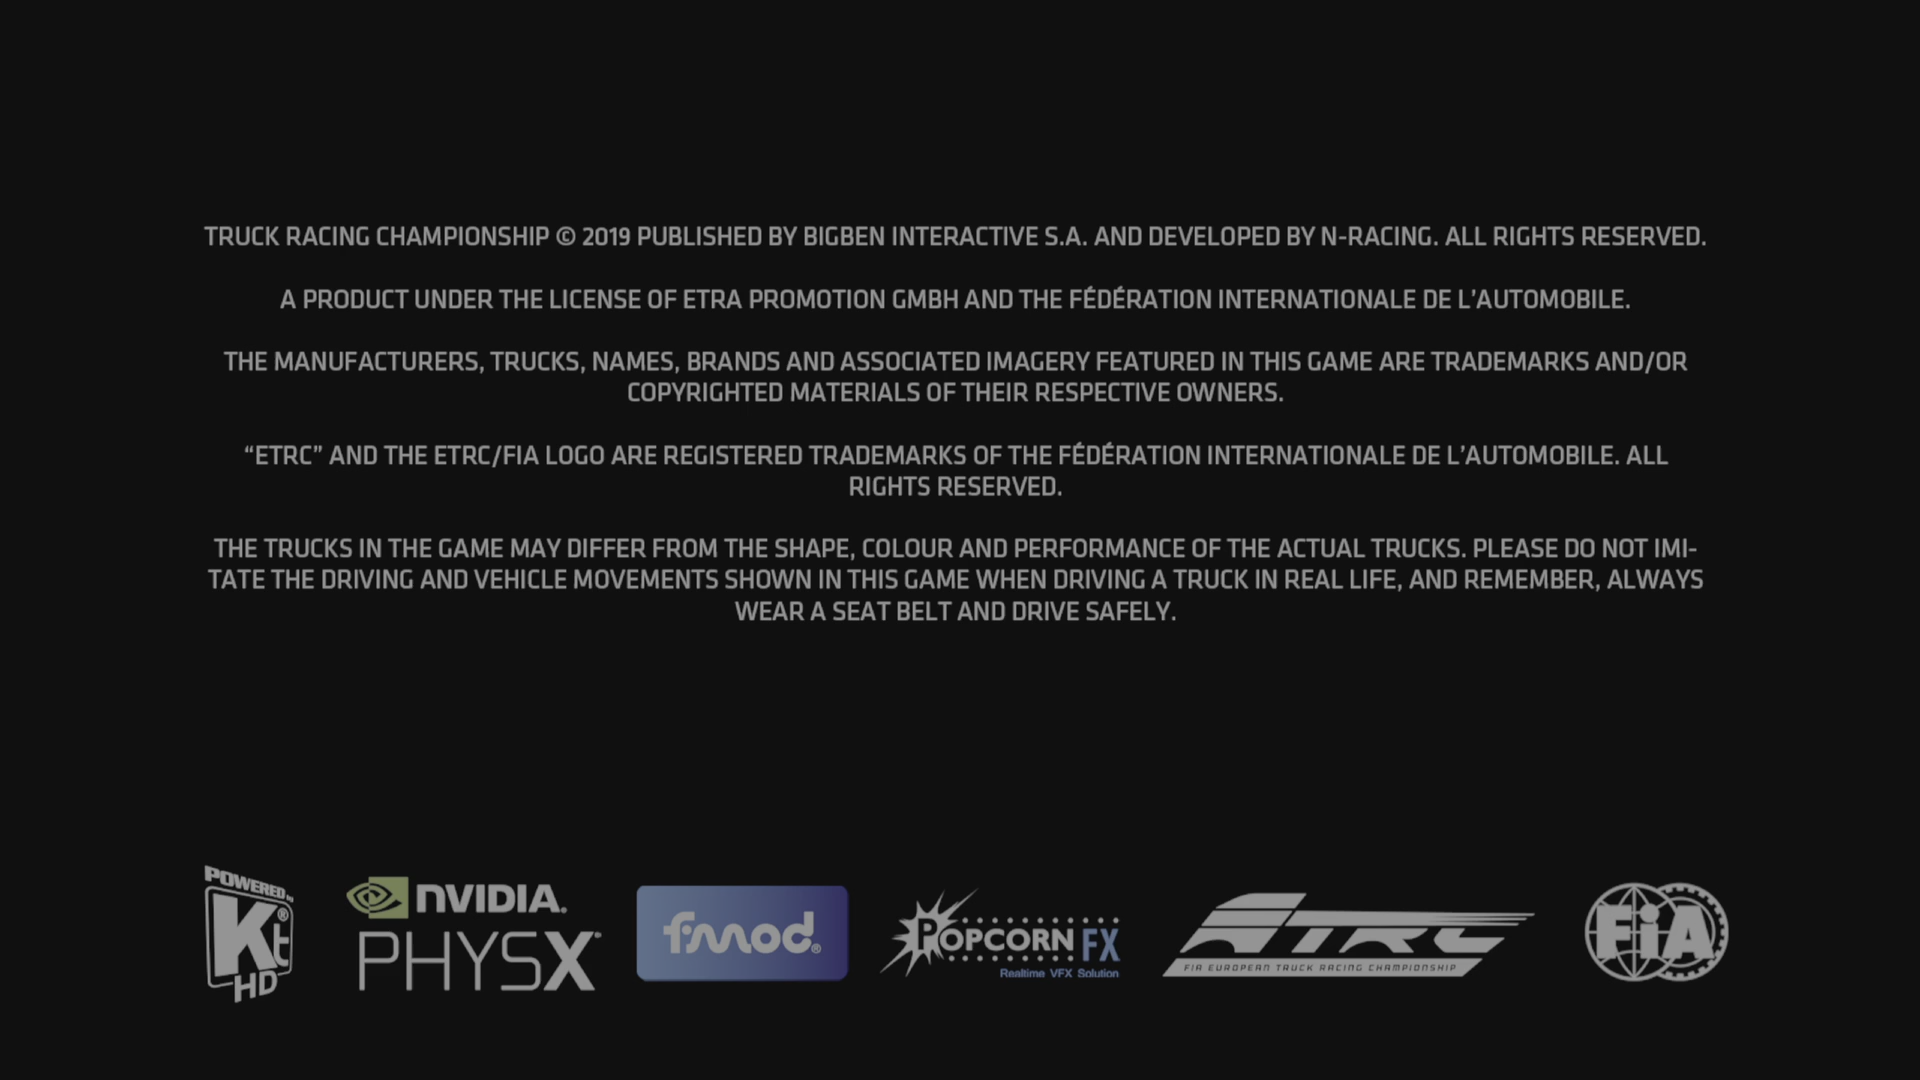 TRUCK RACING CHAMPIONSHIP © 2019 PUBLISHED BY BIGBEN INTERACTIVE S.A. AND DEVELOPED BY N-RACING. ALL RIGHTS RESERVED.
A PRODUCT UNDER THE LICENSE OF ETRA PROMOTION GMBH AND THE FÉDÉRATION INTERNATIONALE DE L’AUTOMOBILE.
THE MANUFACTURERS, TRUCKS, NAMES, BRANDS AND ASSOCIATED IMAGERY FEATURED IN THIS GAME ARE TRADEMARKS AND/OR
COPYRIGHTED MATERIALS OF THEIR RESPECTIVE OWNERS.
“ETRC” AND THE ETRC/FIA LOGO ARE REGISTERED TRADEMARKS OF THE FÉDÉRATION INTERNATIONALE DE L’AUTOMOBILE. ALL
RIGHTS RESERVED.
THE TRUCKS IN THE GAME MAY DIFFER FROM THE SHAPE, COLOUR AND PERFORMANCE OF THE ACTUAL TRUCKS. PLEASE DO NOT IMI-
TATE THE DRIVING AND VEHICLE MOVEMENTS SHOWN IN THIS GAME WHEN DRIVING A TRUCK IN REAL LIFE, AND REMEMBER, ALWAYS
WEAR A SEAT BELT AND DRIVE SAFELY.
POWERED
Kt®
HD
NVIDIA.
PHYSX™
fmod®
POPCORN FX
Realtime VFX Solution
ETRC
FIA EUROPEAN TRUCK RACING CHAMPIONSHIP
FiA